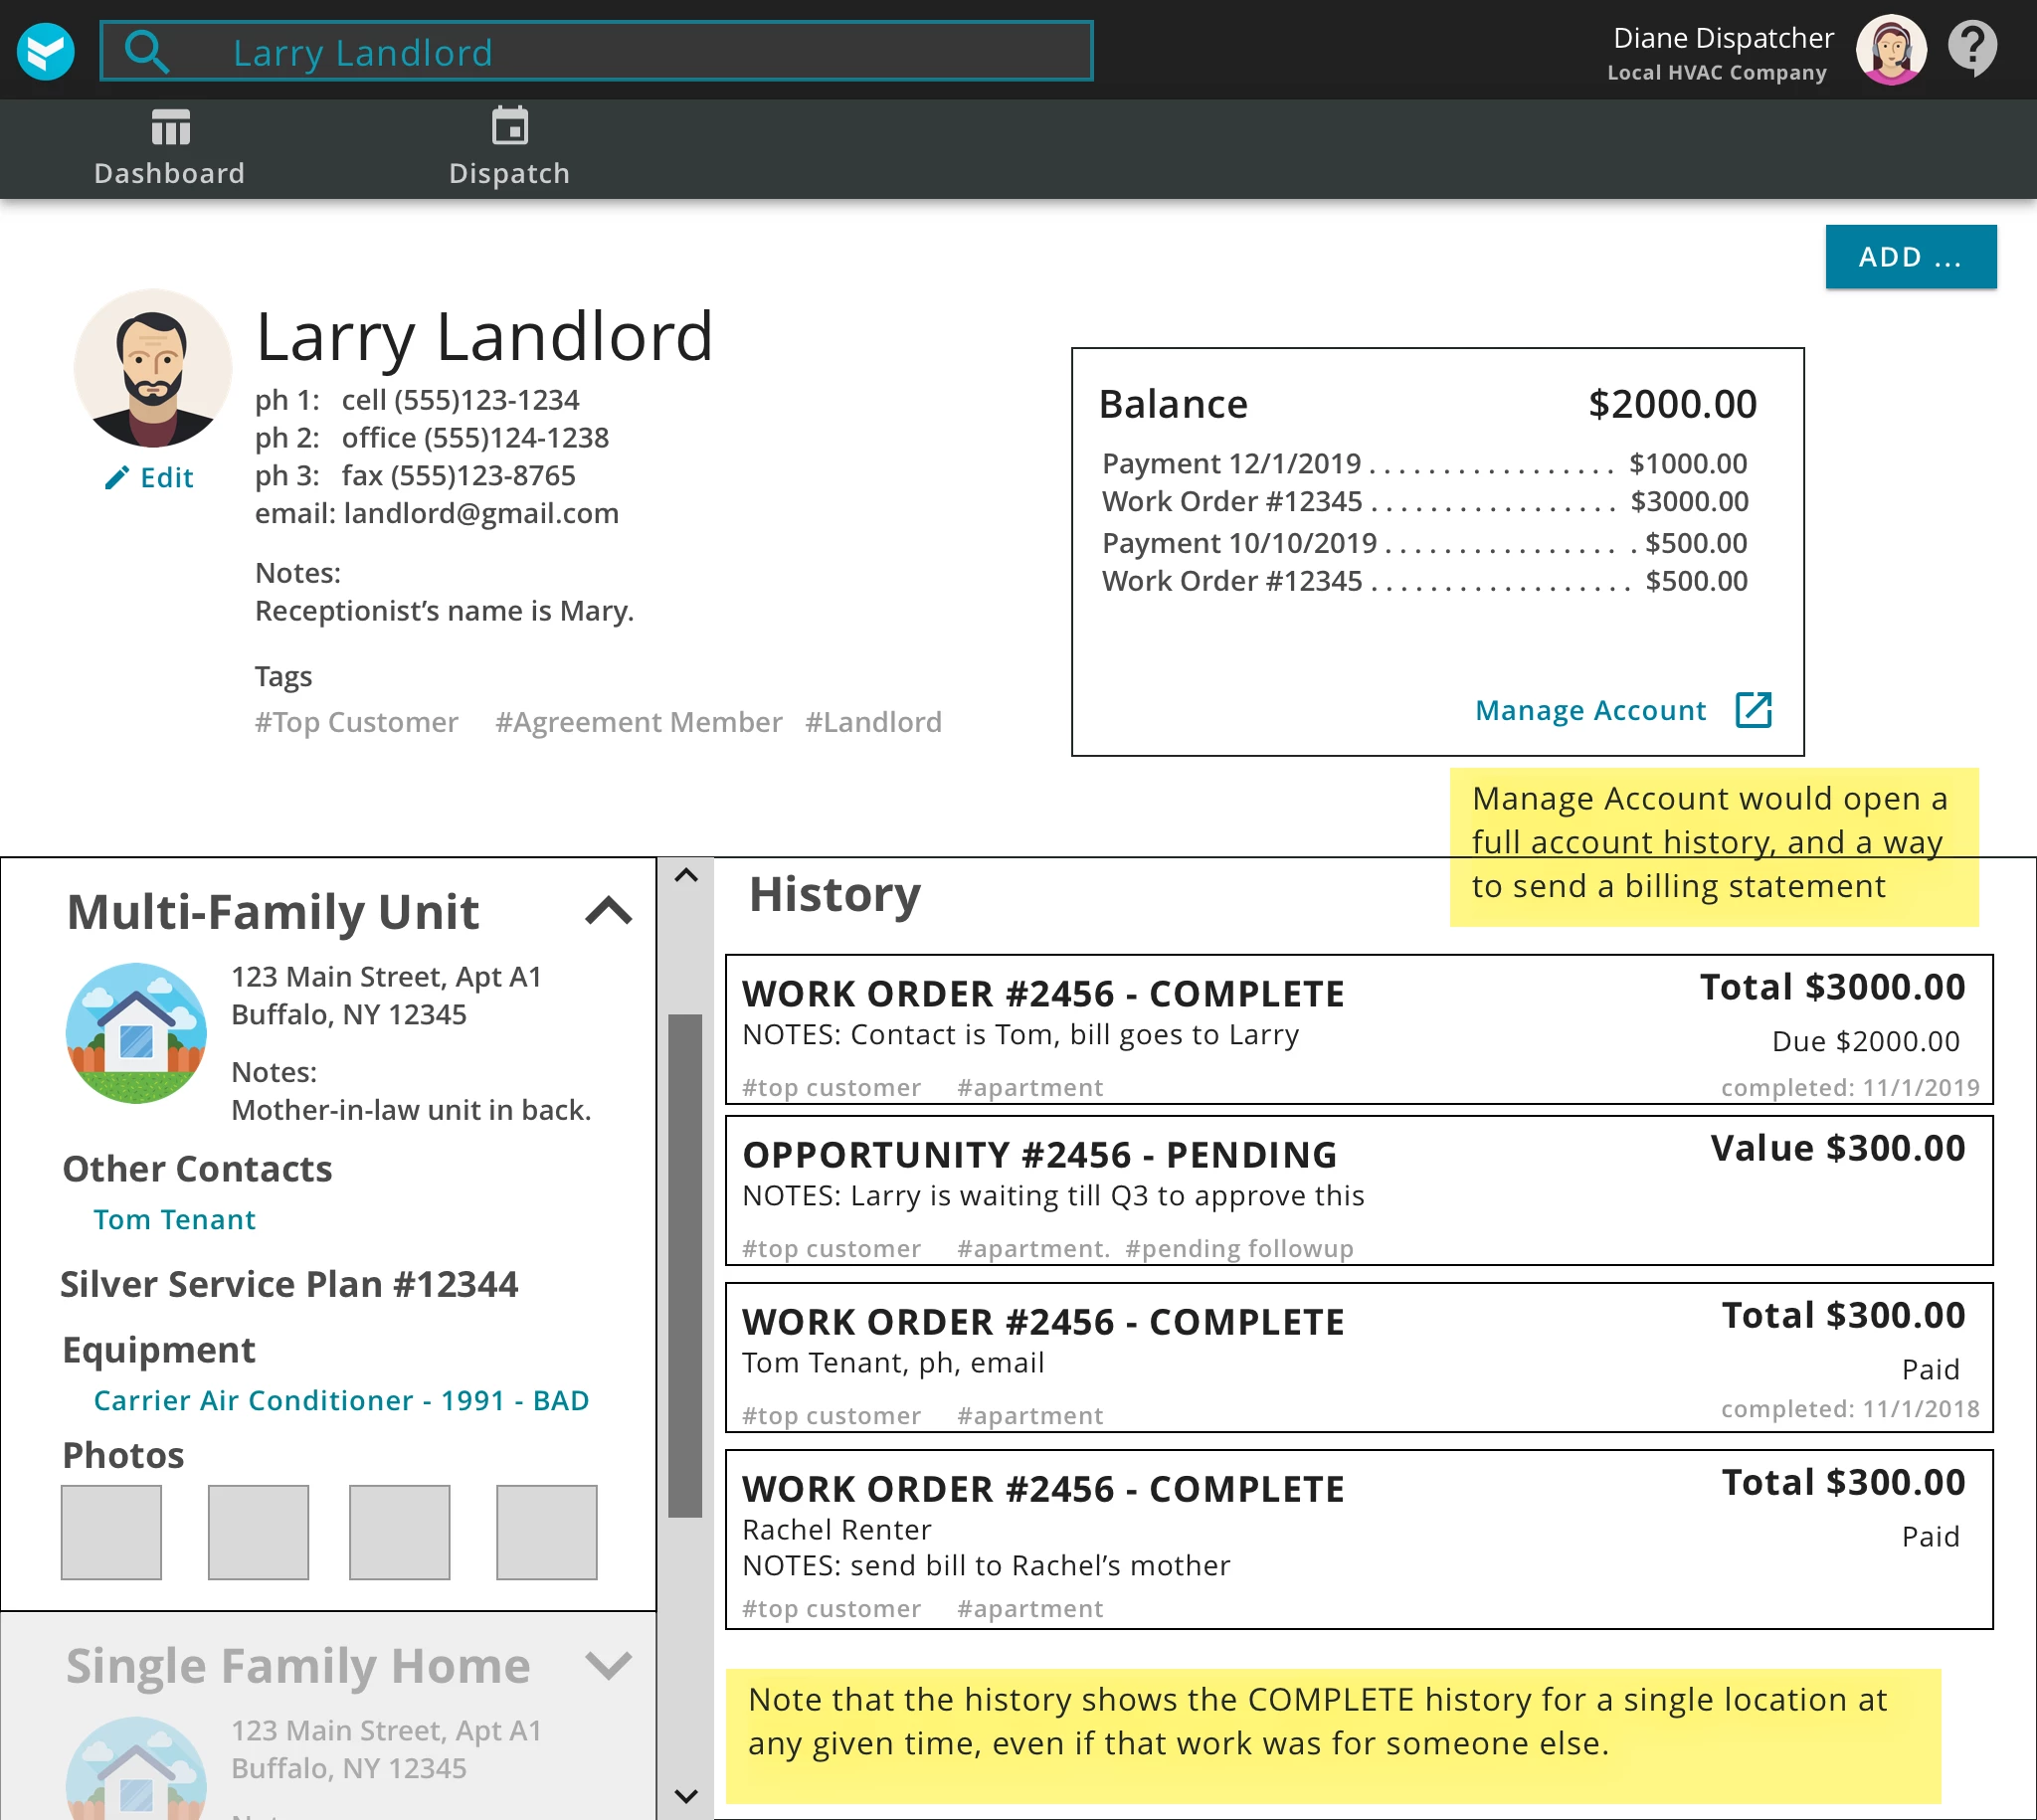 Larry Landlord
Diane Dispatcher
Local HVAC Company
Dashboard
Dispatch
ADD ...
Larry Landlord
ph 1: cell (555)123-1234
ph 2: office (555)124-1238
ph 3: fax (555)123-8765
email: landlord@gmail.com
Edit
Notes:
Receptionist’s name is Mary.
Tags
#Top Customer #Agreement Member #Landlord
Balance $2000.00
Payment 12/1/2019 . . . . . . . . . . . . . . . . . $1000.00
Work Order #12345 . . . . . . . . . . . . . . . . . $3000.00
Payment 10/10/2019 . . . . . . . . . . . . . . . . . . $500.00
Work Order #12345 . . . . . . . . . . . . . . . . . . $500.00
Manage Account
Manage Account would open a
full account history, and a way
to send a billing statement
Multi-Family Unit
123 Main Street, Apt A1
Buffalo, NY 12345
Notes:
Mother-in-law unit in back.
Other Contacts
Tom Tenant
Silver Service Plan #12344
Equipment
Carrier Air Conditioner - 1991 - BAD
Photos
Single Family Home
123 Main Street, Apt A1
Buffalo, NY 12345
History
WORK ORDER #2456 - COMPLETE
Total $3000.00
NOTES: Contact is Tom, bill goes to Larry
Due $2000.00
#top customer #apartment
completed: 11/1/2019
OPPORTUNITY #2456 - PENDING
Value $300.00
NOTES: Larry is waiting till Q3 to approve this
#top customer #apartment. #pending followup
WORK ORDER #2456 - COMPLETE
Total $300.00
Tom Tenant, ph, email
Paid
#top customer #apartment
completed: 11/1/2018
WORK ORDER #2456 - COMPLETE
Total $300.00
Rachel Renter
Paid
NOTES: send bill to Rachel’s mother
#top customer #apartment
Note that the history shows the COMPLETE history for a single location at
any given time, even if that work was for someone else.